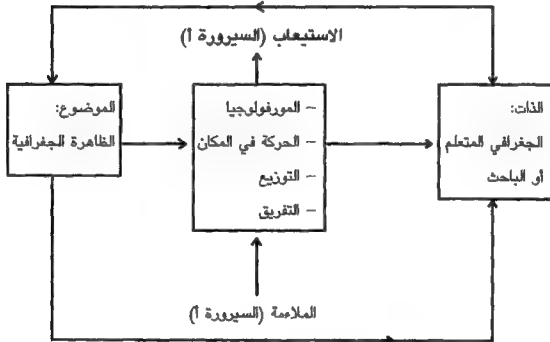 الاستيعاب (السيرورة أ)
الذات:
الجغرافي المتعلم
أو الباحث
– المورفولوجيا
– الحركة في المكان
– التوزيع
– التفريق
الموضوع:
الظاهرة الجغرافية
الملاءمة (السيرورة أ)